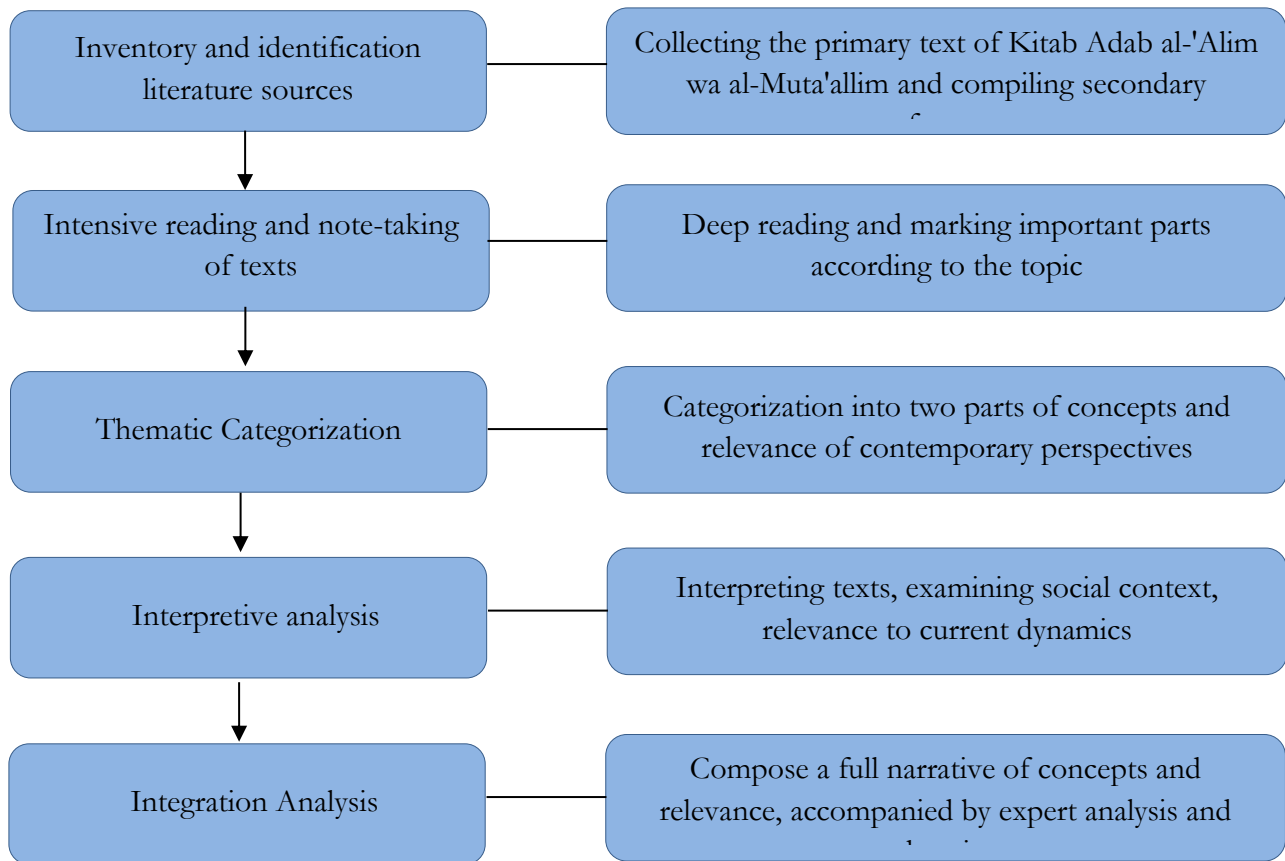 Inventory and identification
literature sources
Collecting the primary text of Kitab Adab al-'Alim
wa al-Muta'allim and compiling secondary
Intensive reading and note-taking
of texts
Deep reading and marking important parts
according to the topic
Thematic Categorization
Categorization into two parts of concepts and
relevance of contemporary perspectives
Interpretive analysis
Interpreting texts, examining social context,
relevance to current dynamics
Integration Analysis
Compose a full narrative of concepts and
relevance, accompanied by expert analysis and